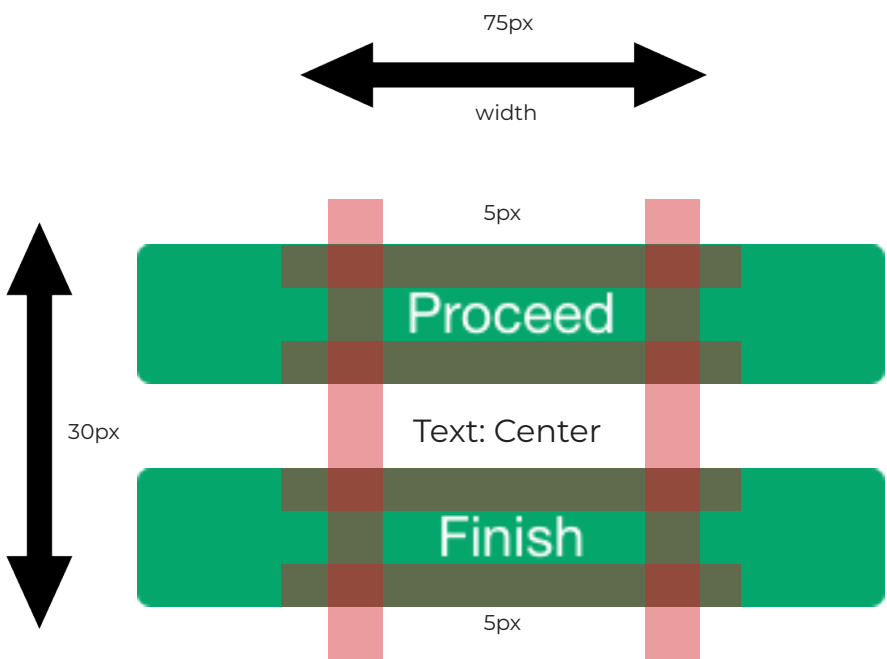 75px
width
5px
Proceed
30px
Text: Center
Finish
5px